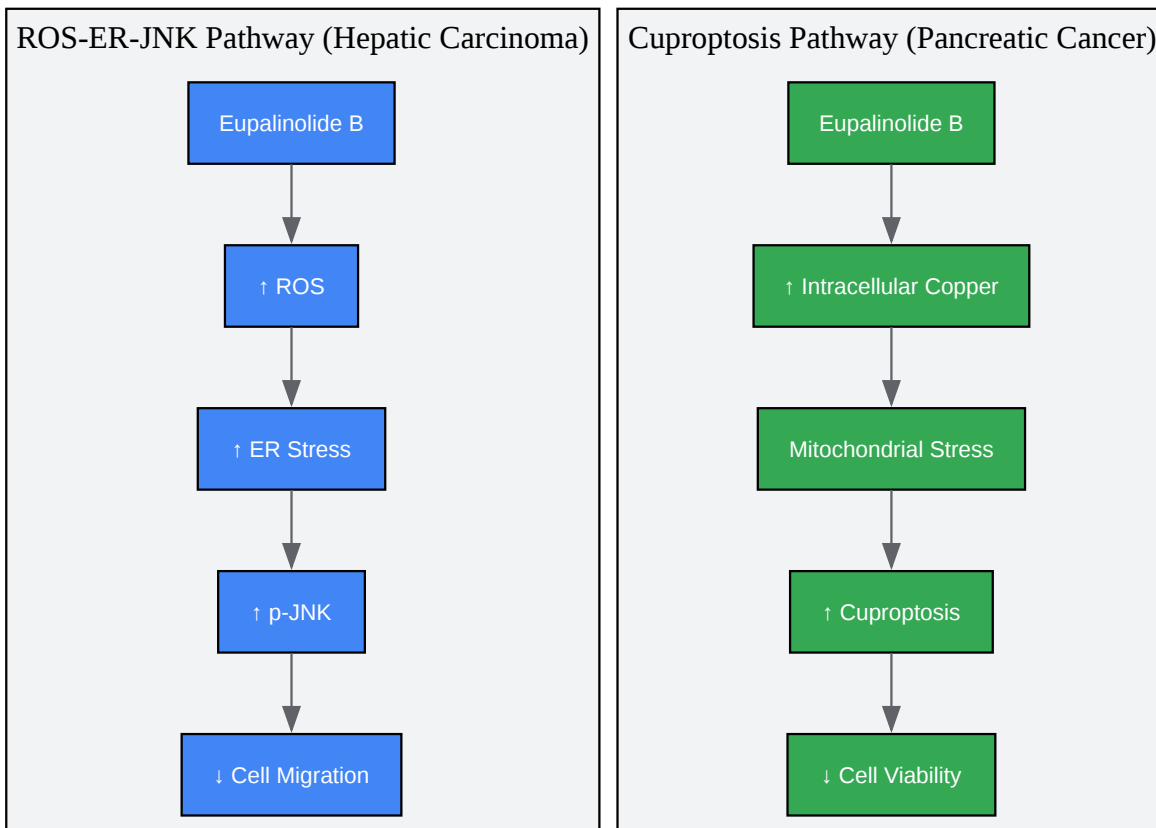 ROS-ER-JNK Pathway (Hepatic Carcinoma)
Eupalinolide B
↑ ROS
↑ ER Stress
↑ p-JNK
↓ Cell Migration
Cuproptosis Pathway (Pancreatic Cancer)
Eupalinolide B
↑ Intracellular Copper
Mitochondrial Stress
↑ Cuproptosis
↓ Cell Viability